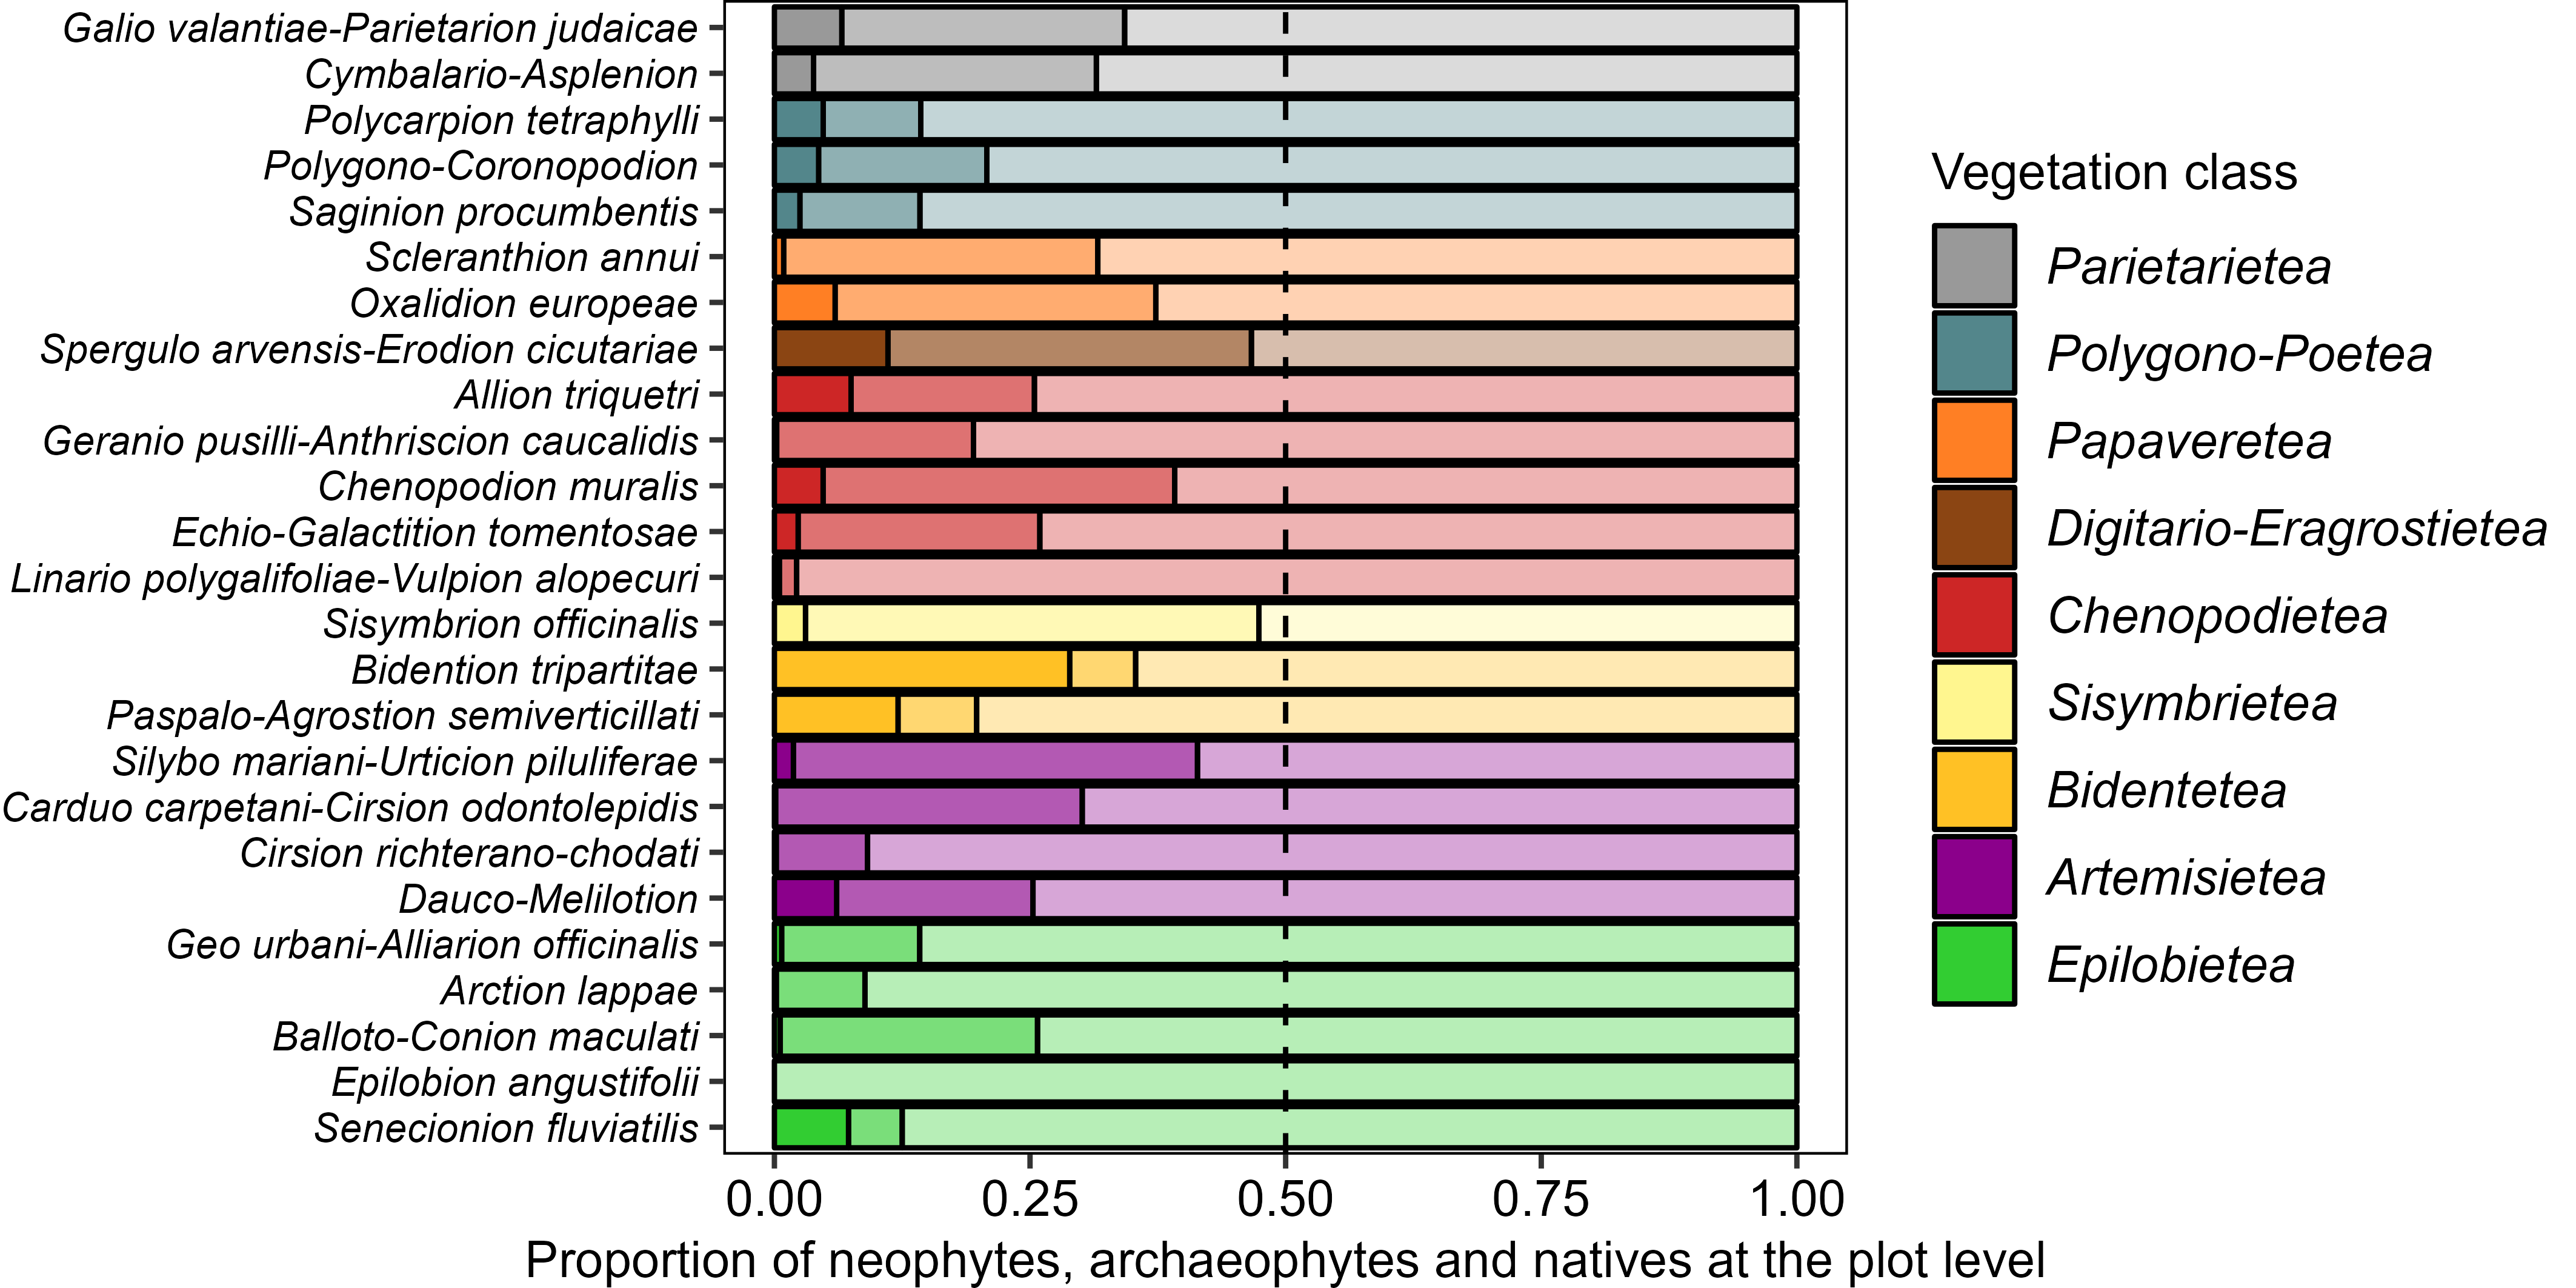 Galio valantiae-Parietarion judaicae
Cymbalario-Asplenion
Polycarpion tetraphylli
Polygono-Coronopodion
Saginion procumbentis
Scleranthion annui
Oxalidion europeae
Spergulo arvensis-Erodion cicutariae
Allion triquetri
Geranio pusilli-Anthriscion caucalidis
Chenopodion muralis
Echio-Galactition tomentosae
Linario polygalifoliae-Vulpion alopecuri
Sisymbrion officinalis
Bidention tripartitae
Paspalo-Agrostion semiverticillati
Silybo mariani-Urticion piluliferae
Carduo carpetani-Cirsion odontolepidis
Cirsion richterano-chodati
Dauco-Melilotion
Geo urbani-Alliarion officinalis
Arction lappae
Balloto-Conion maculati
Epilobion angustifolii
Senecionion fluviatilis
0.00 0.25 0.50 0.75 1.00
Proportion of neophytes, archaeophytes and natives at the plot level
Vegetation class
Parietarietea
Polygono-Poetea
Papaveretea
Digitario-Eragrostietea
Chenopodietea
Sisymbrietea
Bidentetea
Artemisietea
Epilobietea